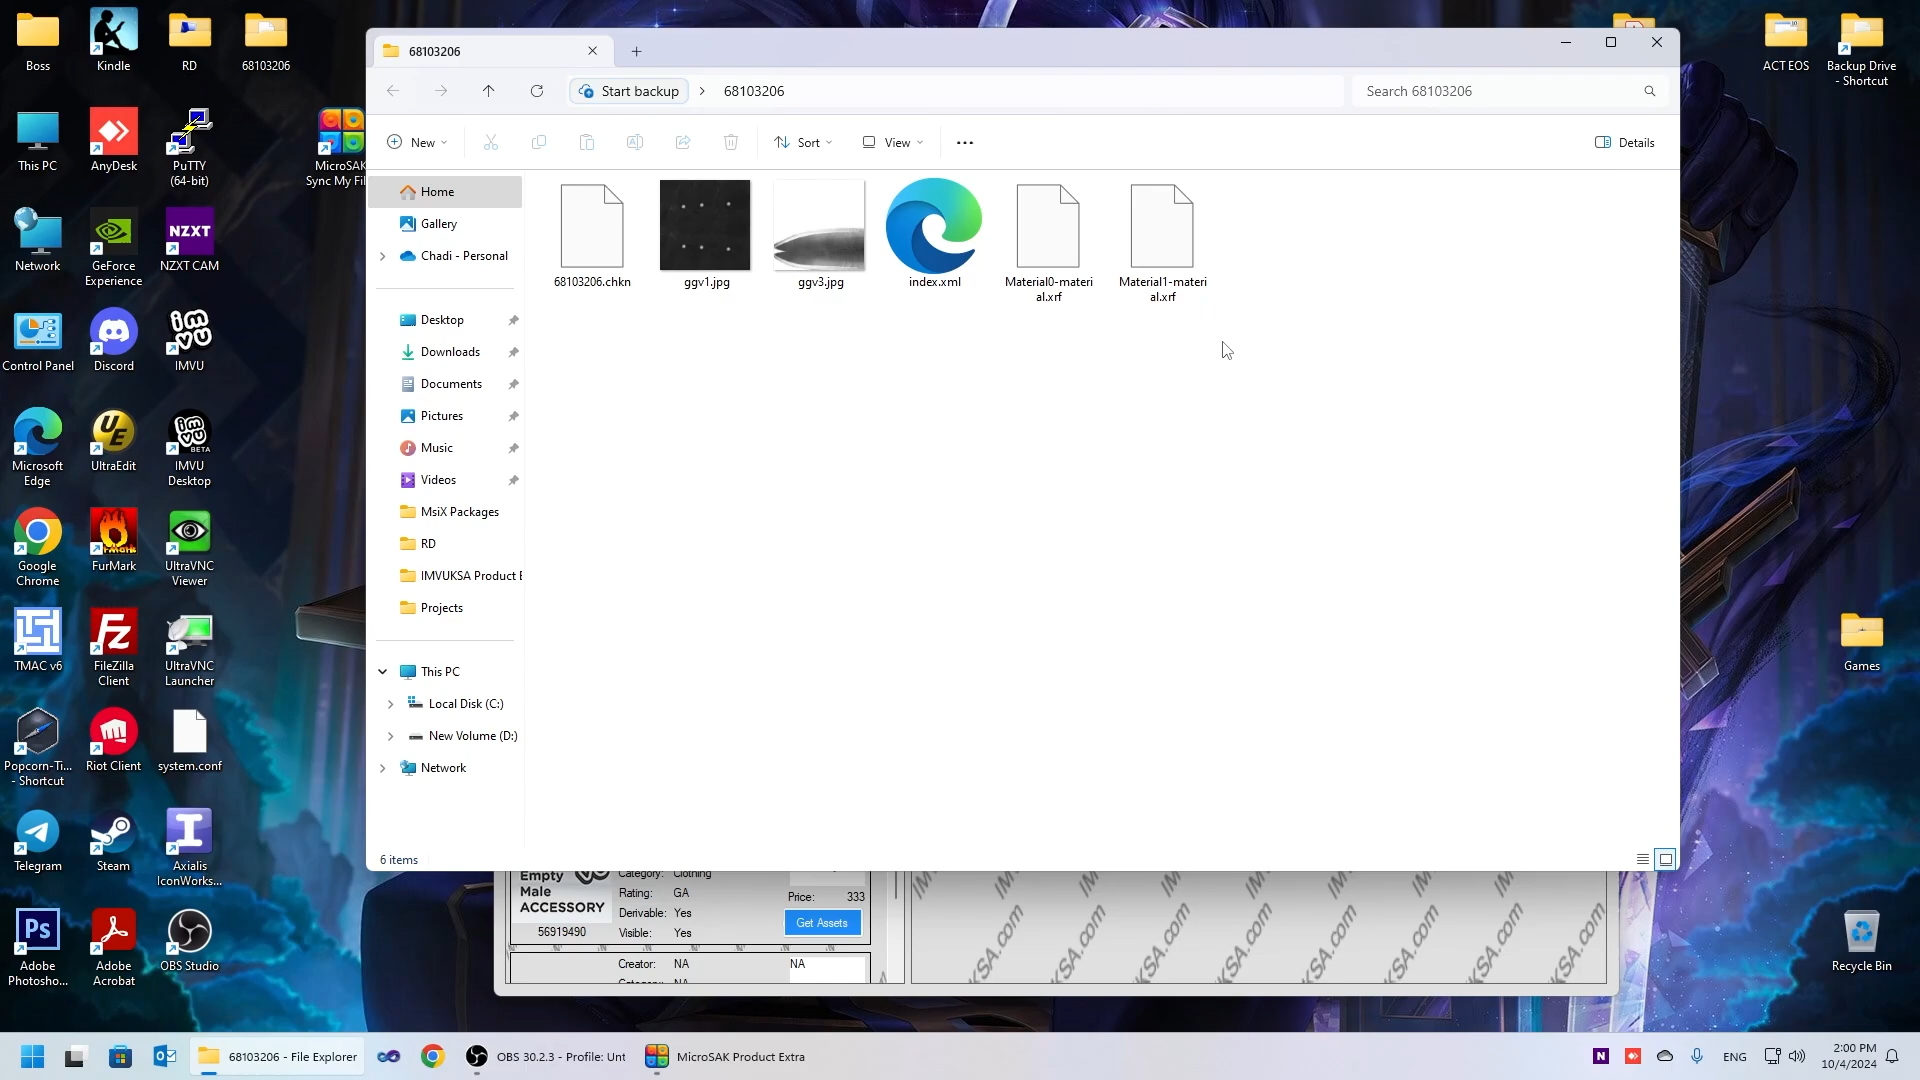 Boss
Kindle
RD
68103206
This PC
AnyDesk
PuTTY
(64-bit)
MicroSAK
Sync My Fil
Network
GeForce
Experience
NZXT
NZXT CAM
Control Panel
Discord
imvu
IMVU
Microsoft
Edge
UE
UltraEdit
imvu
BETA
IMVU
Desktop
Google
Chrome
FurMark
UltraVNC
Viewer
TMAC v6
FileZilla
Client
UltraVNC
Launcher
Popcorn-Ti...
- Shortcut
Riot Client
system.conf
Telegram
Steam
Axialis
IconWorks...
Ps
Adobe
Photosho...
Adobe
Acrobat
OBS Studio
68103206
Start backup
68103206
Search 68103206
New
Sort
View
Details
Home
Gallery
Chadi - Personal
Desktop
Downloads
Documents
Pictures
Music
Videos
MsiX Packages
RD
IMVUKSA Product E
Projects
This PC
Local Disk (C:)
New Volume (D:)
Network
68103206.chkn
ggv1.jpg
ggv3.jpg
index.xml
Material0-materi
al.xrf
Material1-materi
al.xrf
6 items
Empty
Male
ACCESSORY
56919490
Category: Clothing
Rating: GA
Derivable: Yes
Visible: Yes
Price: 333
Get Assets
Creator: NA
NA
ACT EOS
Backup Drive
- Shortcut
Games
Recycle Bin
68103206 - File Explorer
OBS 30.2.3 - Profile: Unt
MicroSAK Product Extra
N
ENG
2:00 PM
10/4/2024